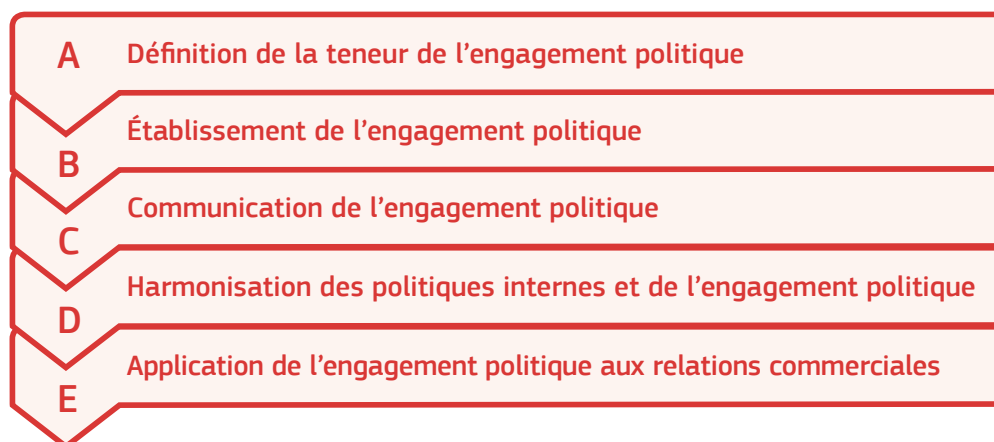 A Définition de la teneur de l’engagement politique
B Établissement de l’engagement politique
C Communication de l’engagement politique
D Harmonisation des politiques internes et de l’engagement politique
E Application de l’engagement politique aux relations commerciales